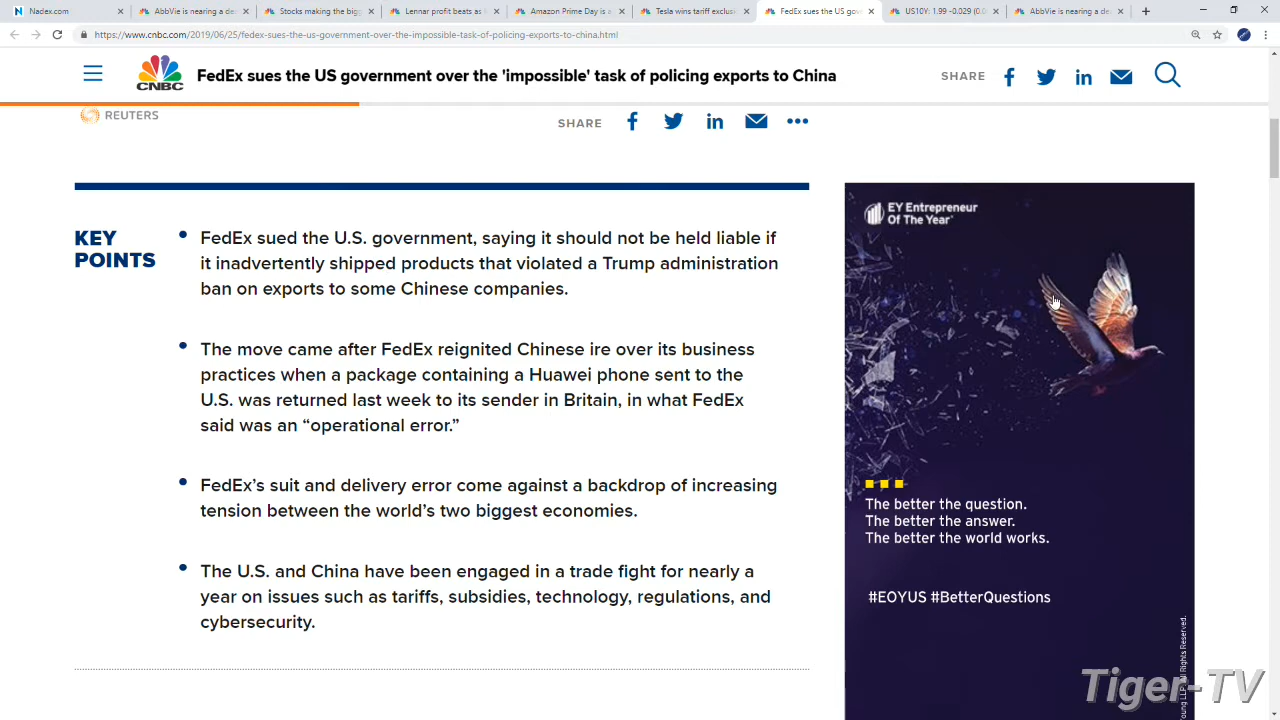 Nadex.com
AbbVie is nearing a de
Stocks making the bigg
Lennar profit beats as
Amazon Prime Day is a
Tesla wins tariff exclus
FedEx sues the US gov
US10Y: 1.99 -0.029 (0.0
AbbVie is nearing a de
https://www.cnbc.com/2019/06/25/fedex-sues-the-us-government-over-the-impossible-task-of-policing-exports-to-china.html
CNBC
FedEx sues the US government over the 'impossible' task of policing exports to China
SHARE
REUTERS
SHARE
KEY
POINTS
FedEx sued the U.S. government, saying it should not be held liable if
it inadvertently shipped products that violated a Trump administration
ban on exports to some Chinese companies.
The move came after FedEx reignited Chinese ire over its business
practices when a package containing a Huawei phone sent to the
U.S. was returned last week to its sender in Britain, in what FedEx
said was an “operational error.”
FedEx’s suit and delivery error come against a backdrop of increasing
tension between the world’s two biggest economies.
The U.S. and China have been engaged in a trade fight for nearly a
year on issues such as tariffs, subsidies, technology, regulations, and
cybersecurity.
EY Entrepreneur
Of The Year
The better the question.
The better the answer.
The better the world works.
#EOYUS #BetterQuestions
Rights Reserved.
Tiger-TV